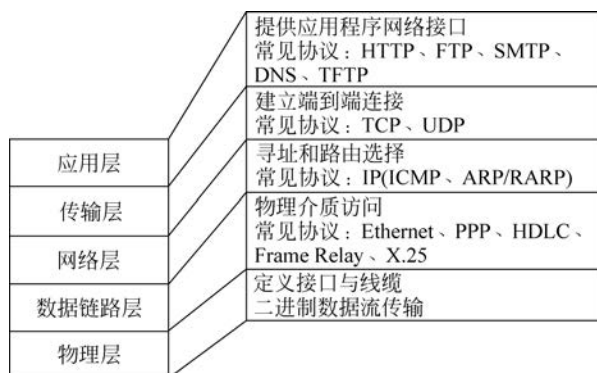 提供应用程序网络接口
常见协议：HTTP、FTP、SMTP、
DNS、TFTP
建立端到端连接
常见协议：TCP、UDP
寻址和路由选择
常见协议：IP(ICMP、ARP/RARP)
物理介质访问
常见协议：Ethernet、PPP、HDLC、
Frame Relay、X.25
定义接口与线缆
二进制数据流传输
应用层
传输层
网络层
数据链路层
物理层